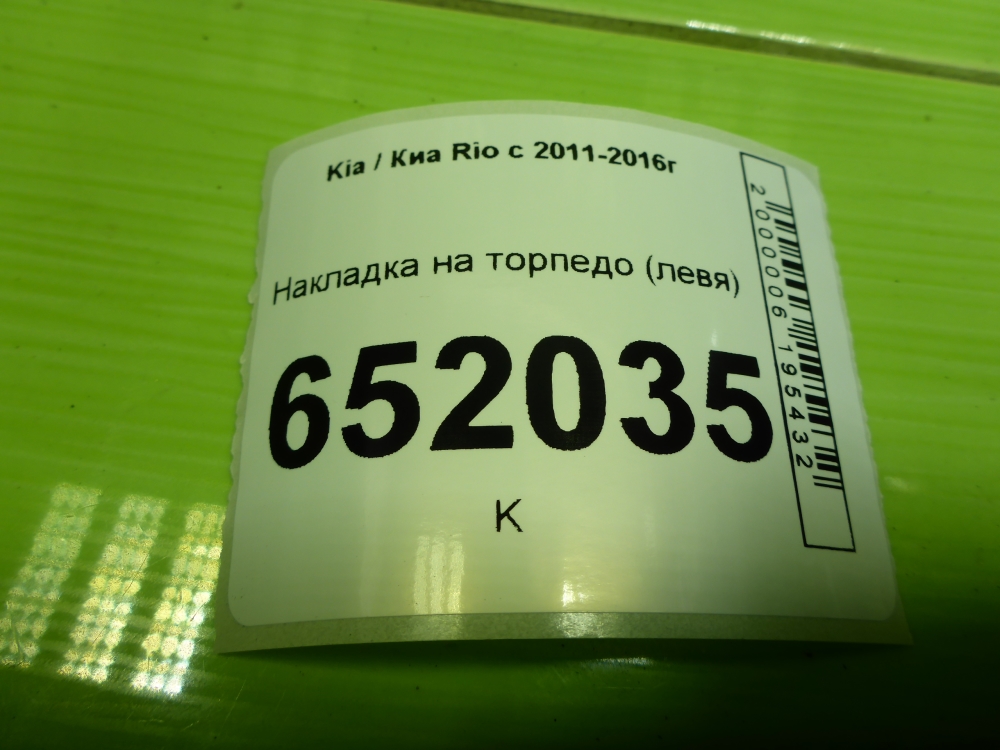 Kia / Киа Rio с 2011-2016г
Накладка на торпедо (левя)
652035
К
2000006195432